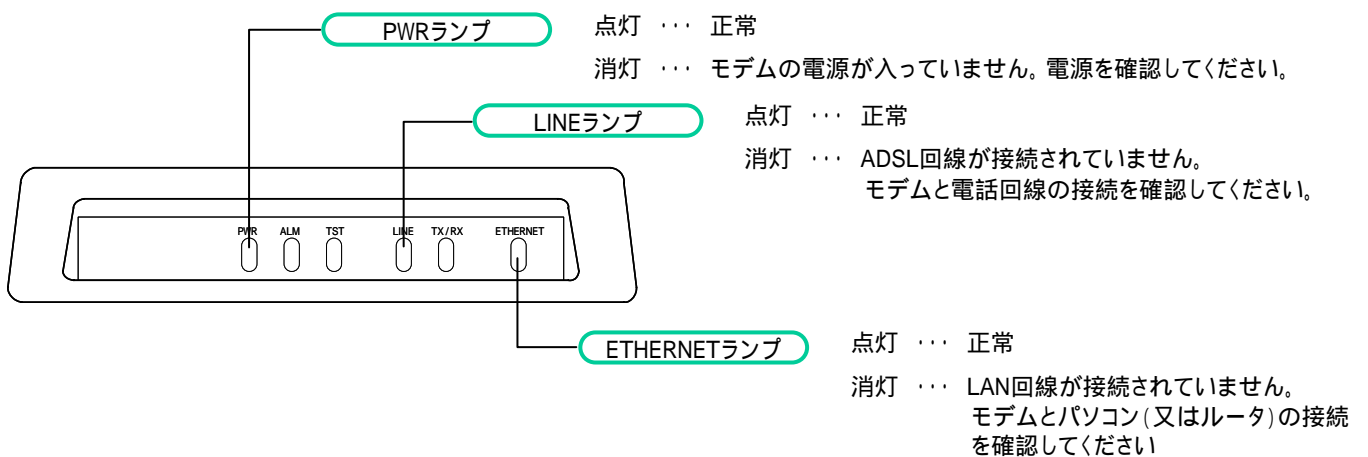 PWRランプ 点灯 ・・・ 正常
消灯 ・・・ モデムの電源が入っていません。電源を確認してください。
LINEランプ 点灯 ・・・ 正常
消灯 ・・・ ADSL回線が接続されていません。
モデムと電話回線の接続を確認してください。
PWR ALM TST LINE TX/RX ETHERNET
ETHERNETランプ 点灯 ・・・ 正常
消灯 ・・・ LAN回線が接続されていません。
モデムとパソコン(又はルータ)の接続
を確認してください